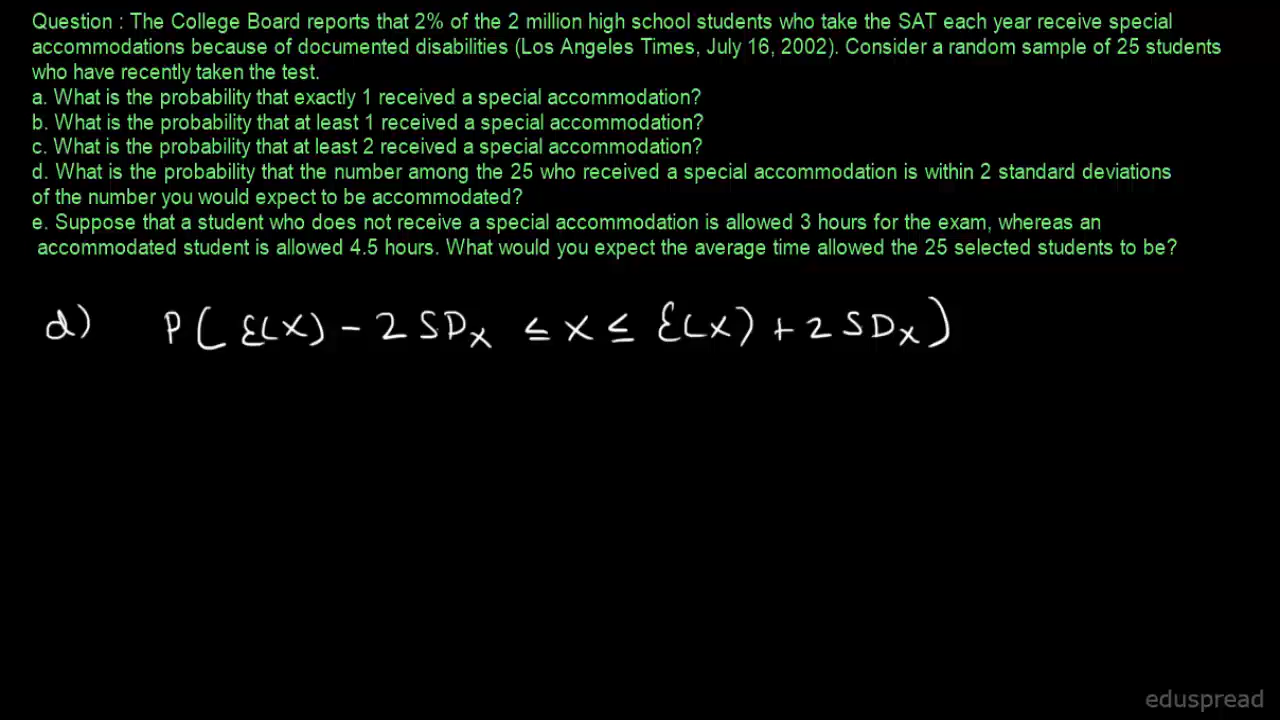 Question : The College Board reports that 2% of the 2 million high school students who take the SAT each year receive special
accommodations because of documented disabilities (Los Angeles Times, July 16, 2002). Consider a random sample of 25 students
who have recently taken the test.
a. What is the probability that exactly 1 received a special accommodation?
b. What is the probability that at least 1 received a special accommodation?
c. What is the probability that at least 2 received a special accommodation?
d. What is the probability that the number among the 25 who received a special accommodation is within 2 standard deviations
of the number you would expect to be accommodated?
e. Suppose that a student who does not receive a special accommodation is allowed 3 hours for the exam, whereas an
accommodated student is allowed 4.5 hours. What would you expect the average time allowed the 25 selected students to be?
d) P( E(X) - 2 SDx ≤ x ≤ E(X) + 2 SDx )
eduspread